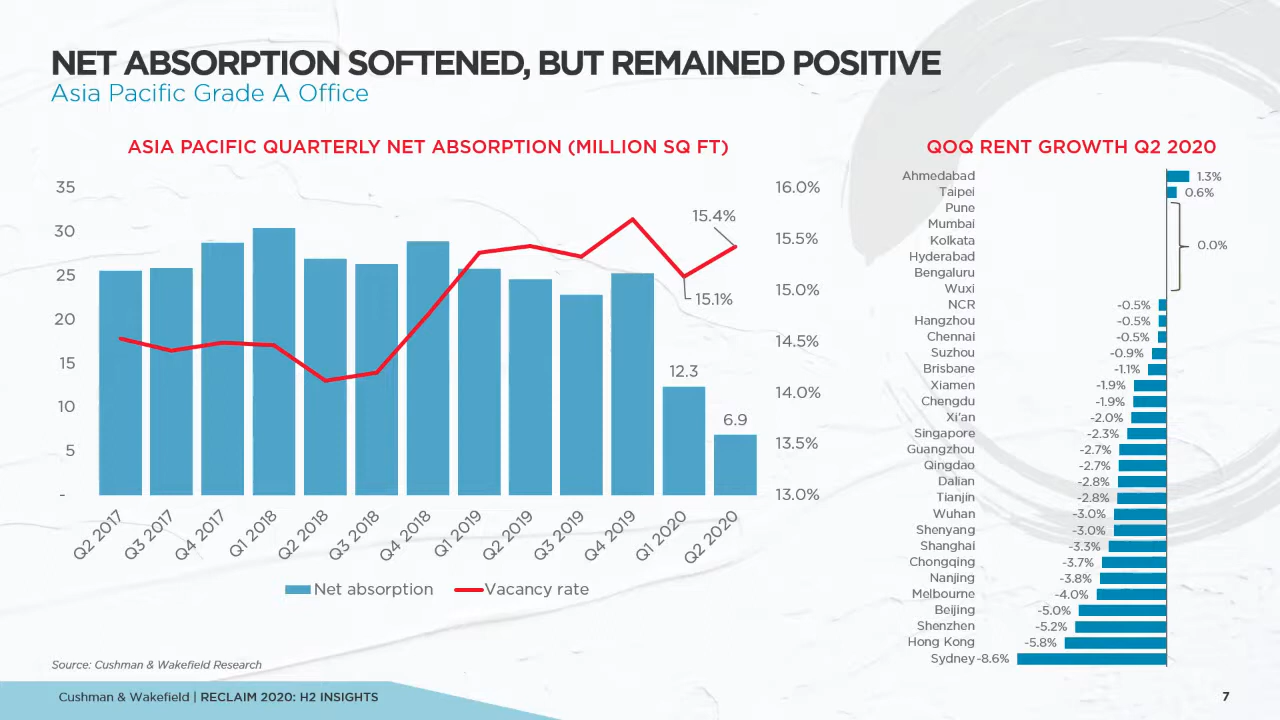 NET ABSORPTION SOFTENED, BUT REMAINED POSITIVE
Asia Pacific Grade A Office
ASIA PACIFIC QUARTERLY NET ABSORPTION (MILLION SQ FT)
35
30
25
20
15
10
5
-
16.0%
15.5%
15.0%
14.5%
14.0%
13.5%
13.0%
15.4%
15.1%
12.3
6.9
Q2 2017
Q3 2017
Q4 2017
Q1 2018
Q2 2018
Q3 2018
Q4 2018
Q1 2019
Q2 2019
Q3 2019
Q4 2019
Q1 2020
Q2 2020
Net absorption
Vacancy rate
QOQ RENT GROWTH Q2 2020
Ahmedabad 1.3%
Taipei 0.6%
Pune
Mumbai
Kolkata
0.0%
Hyderabad
Bengaluru
Wuxi
NCR -0.5%
Hangzhou -0.5%
Chennai -0.5%
Suzhou -0.9%
Brisbane -1.1%
Xiamen -1.9%
Chengdu -1.9%
Xi'an -2.0%
Singapore -2.3%
Guangzhou -2.7%
Qingdao -2.7%
Dalian -2.8%
Tianjin -2.8%
Wuhan -3.0%
Shenyang -3.0%
Shanghai -3.3%
Chongqing -3.7%
Nanjing -3.8%
Melbourne -4.0%
Beijing -5.0%
Shenzhen -5.2%
Hong Kong -5.8%
Sydney -8.6%
Source: Cushman & Wakefield Research
Cushman & Wakefield | RECLAIM 2020: H2 INSIGHTS
7